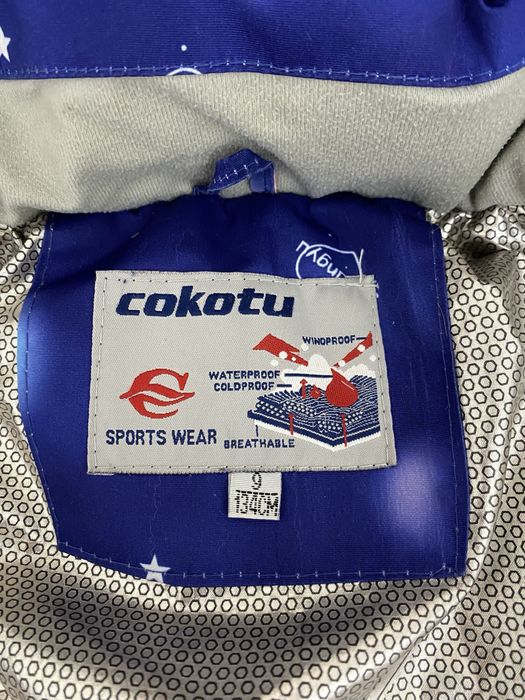 cokotu
WINDPROOF
WATERPROOF
COLDPROOF
SPORTS WEAR
BREATHABLE
9
134CM